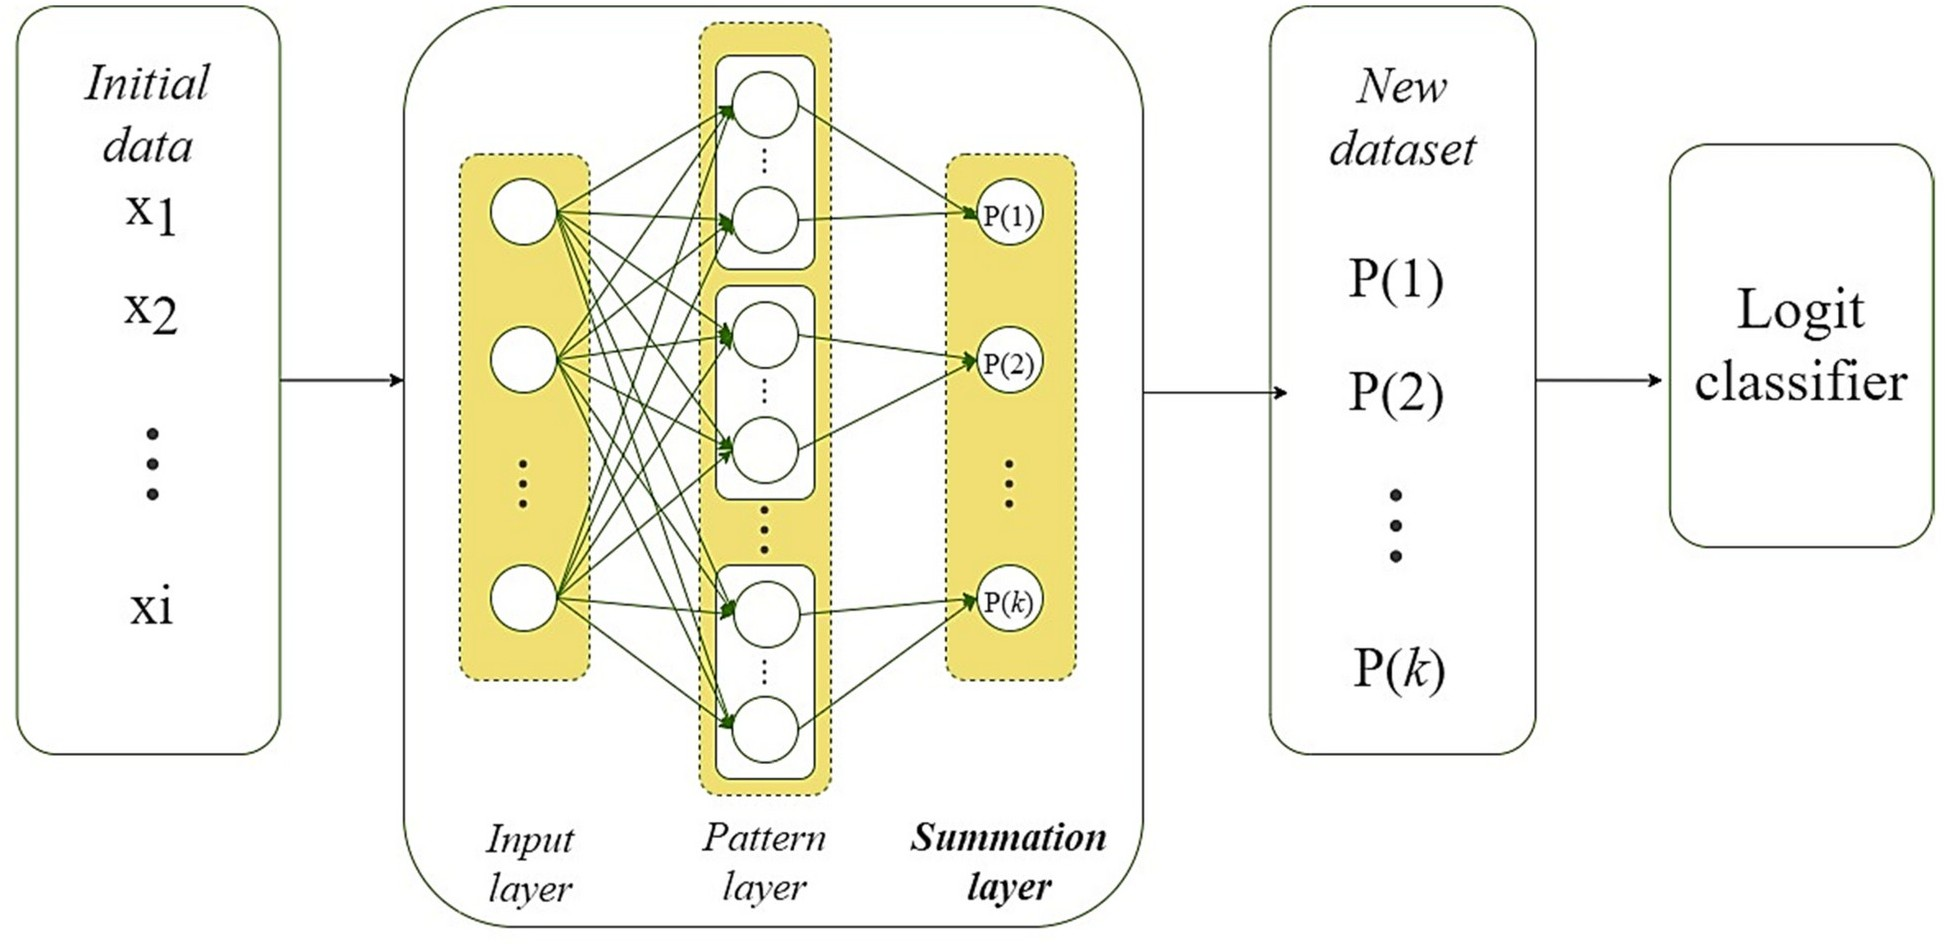 Initial
data
x1
x2
xi
P(1)
P(2)
P(k)
Input
layer
Pattern
layer
Summation
layer
New
dataset
P(1)
P(2)
P(k)
Logit
classifier